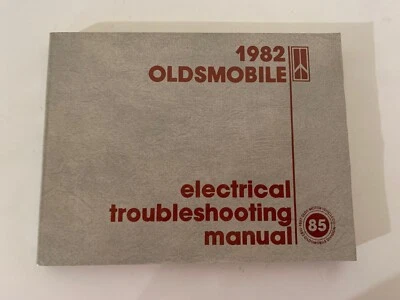 1982
OLDSMOBILE
electrical
troubleshooting
manual
85